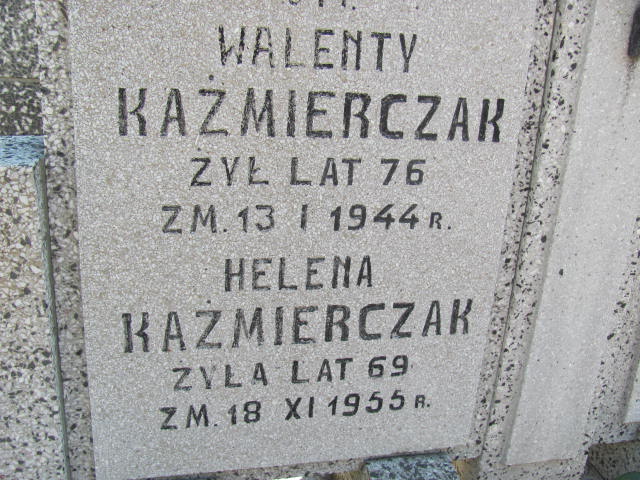 WALENTY
KAŹMIERCZAK
ŻYŁ LAT 76
ZM. 13 I 1944 R.
HELENA
KAŹMIERCZAK
ŻYŁA LAT 69
ZM. 18 XI 1955 R.